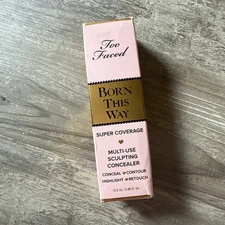 Too
Faced
BORN
THIS
WAY
SUPER COVERAGE
MULTI-USE
SCULPTING
CONCEALER
CONCEAL • CONTOUR
HIGHLIGHT • RETOUCH